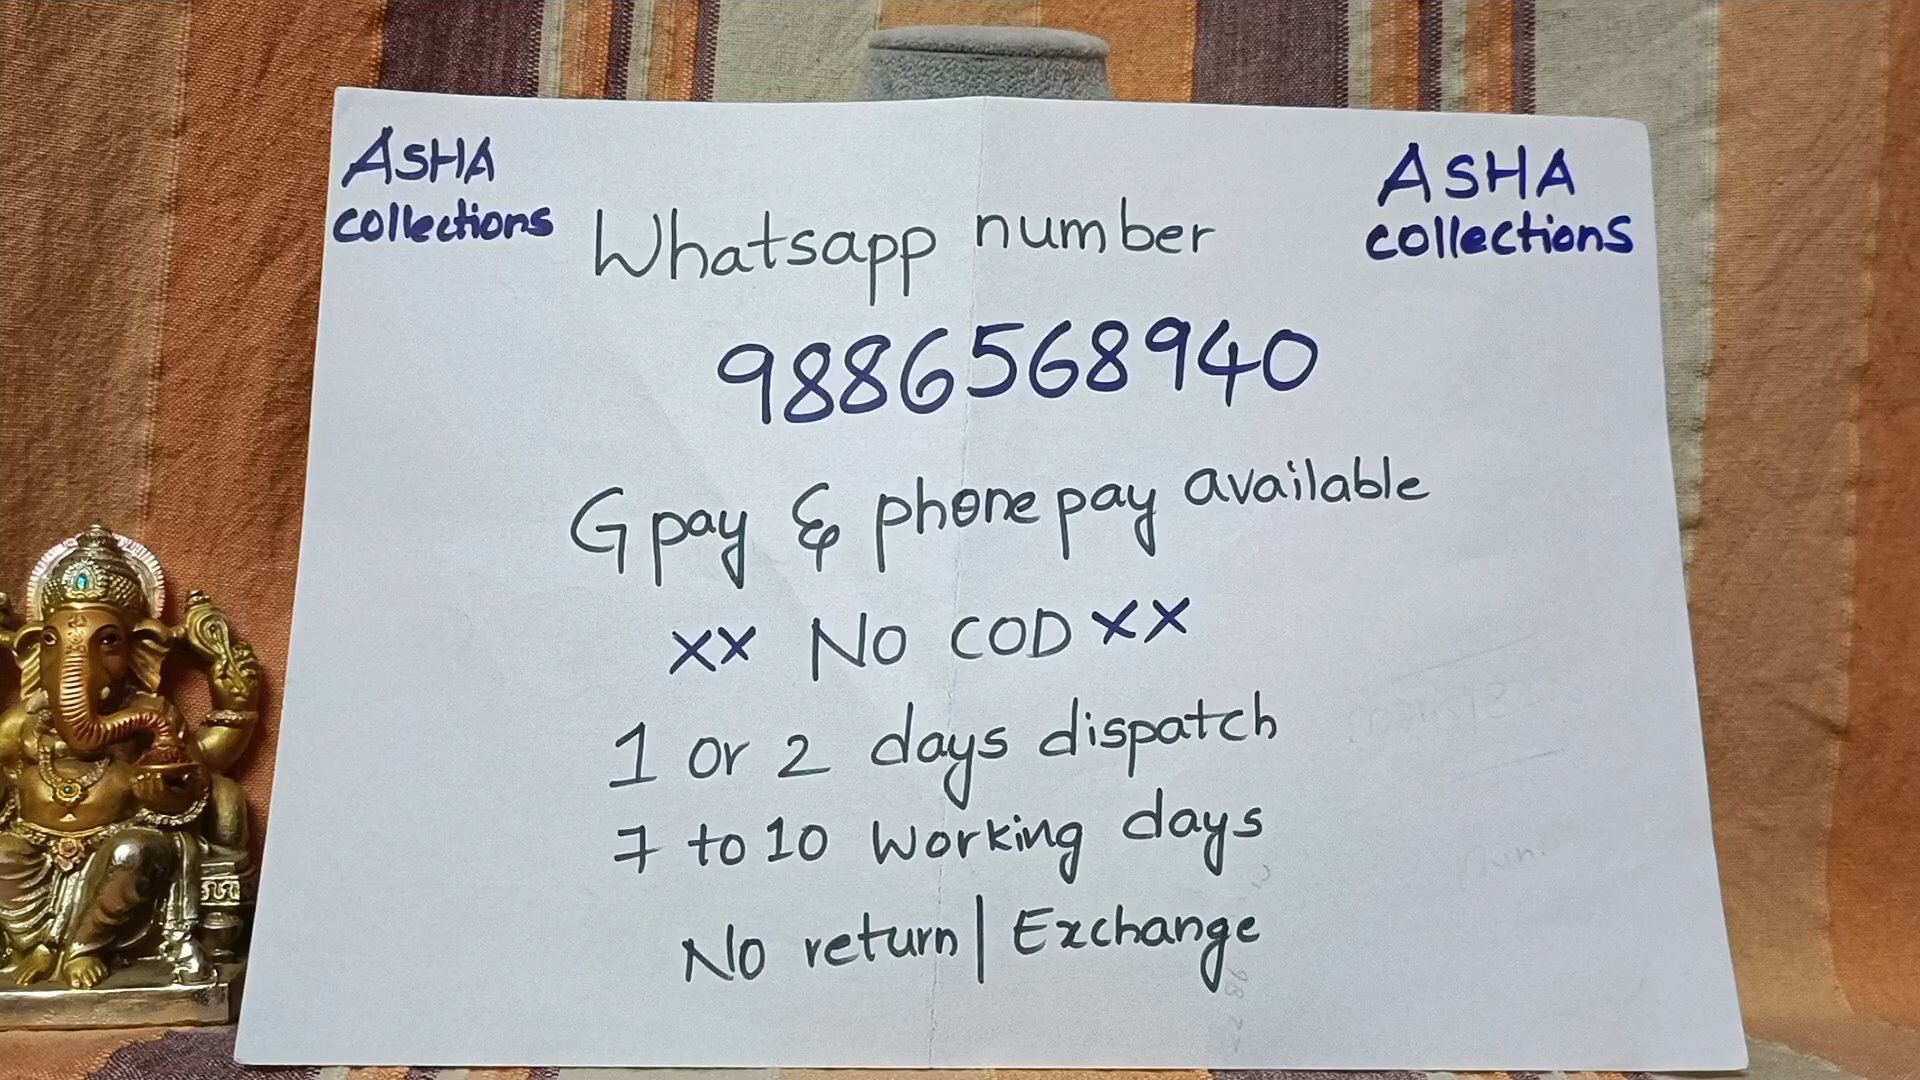 ASHA
collections
ASHA
collections
Whatsapp number
9886568940
G pay & phone pay available
xx No COD xx
1 or 2 days dispatch
7 to 10 working days
No return | Exchange